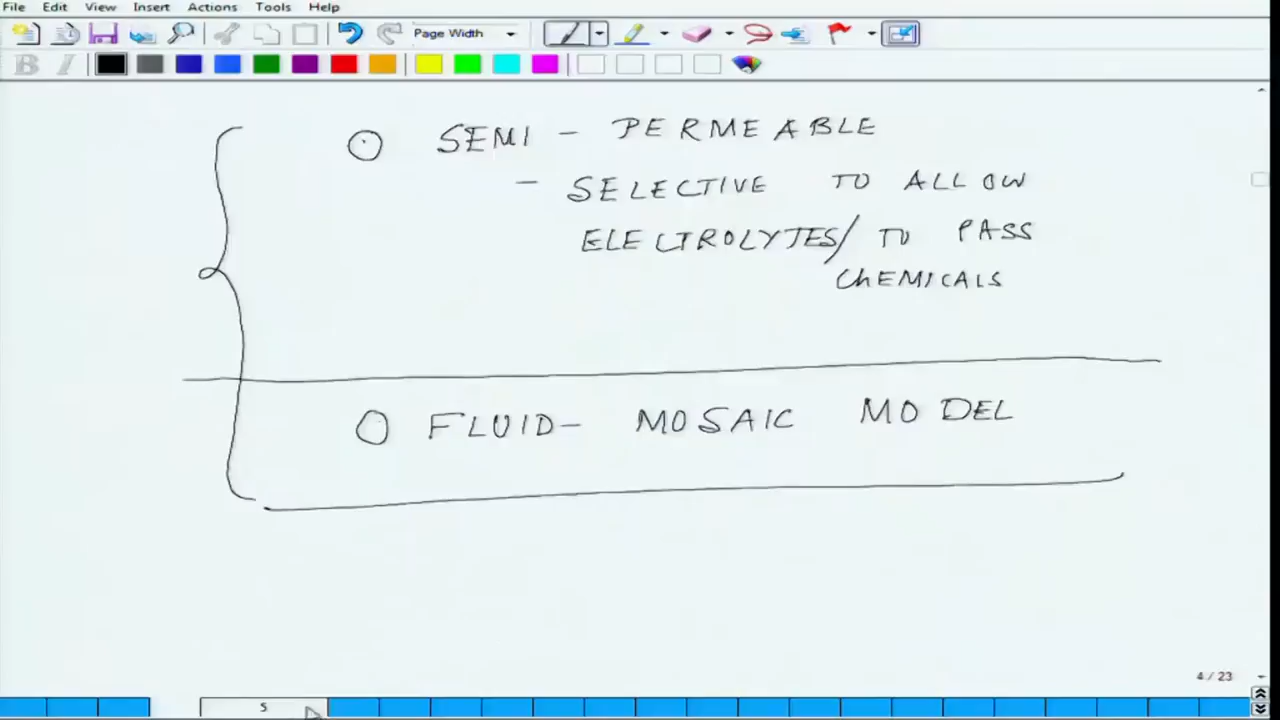 File Edit View Insert Actions Tools Help
Page Width
B I
SEMI - PERMEABLE
- SELECTIVE TO ALLOW
ELECTROLYTES/ TO PASS
ChEMICALS
FLUID- MOSAIC MODEL
4 / 23
5